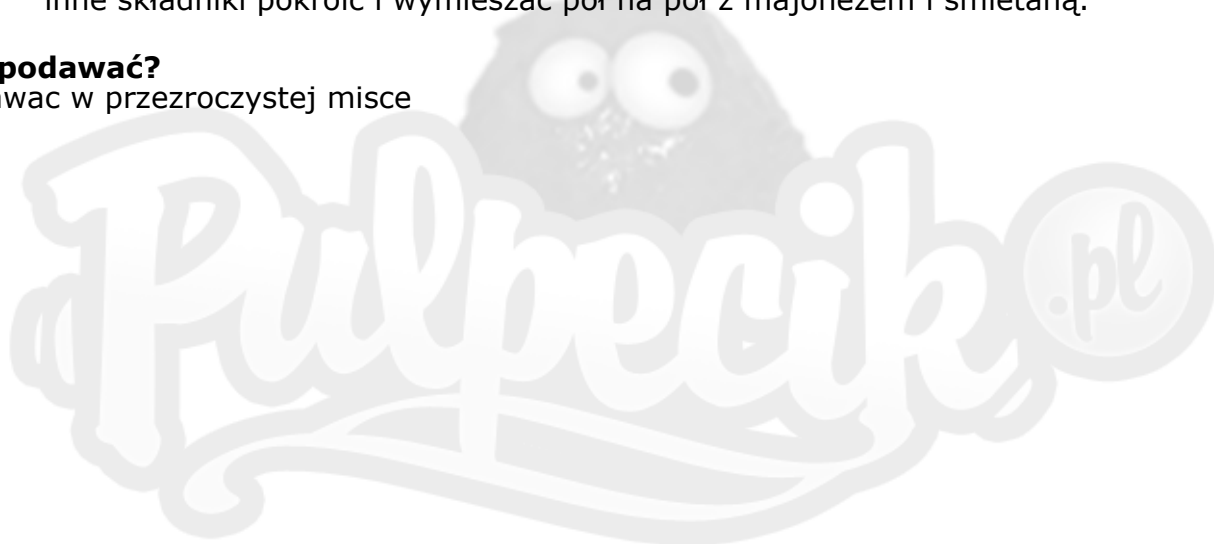 inne składniki pokroić i wymieszać pół na pół z majonezem i śmietaną.
podawać?
wac w przezroczystej misce
Pulpecik .pl